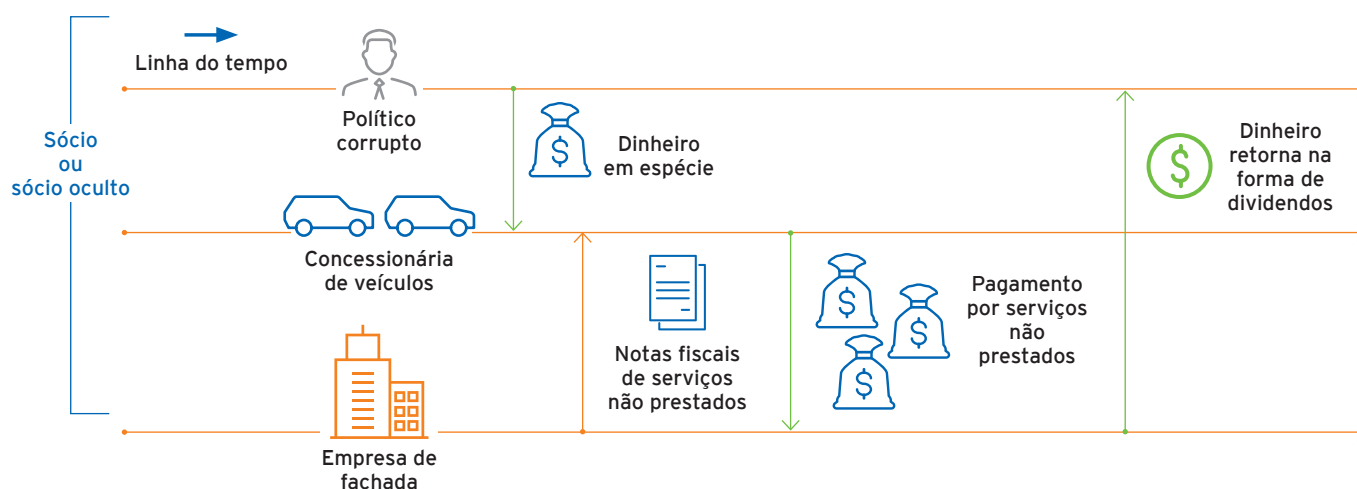 Linha do tempo
Sócio
ou
sócio oculto
Político
corrupto
$
Dinheiro
em espécie
$
Dinheiro
retorna na
forma de
dividendos
Concessionária
de veículos
Notas fiscais
de serviços
não prestados
$
$
$
Pagamento
por serviços
não
prestados
Empresa de
fachada